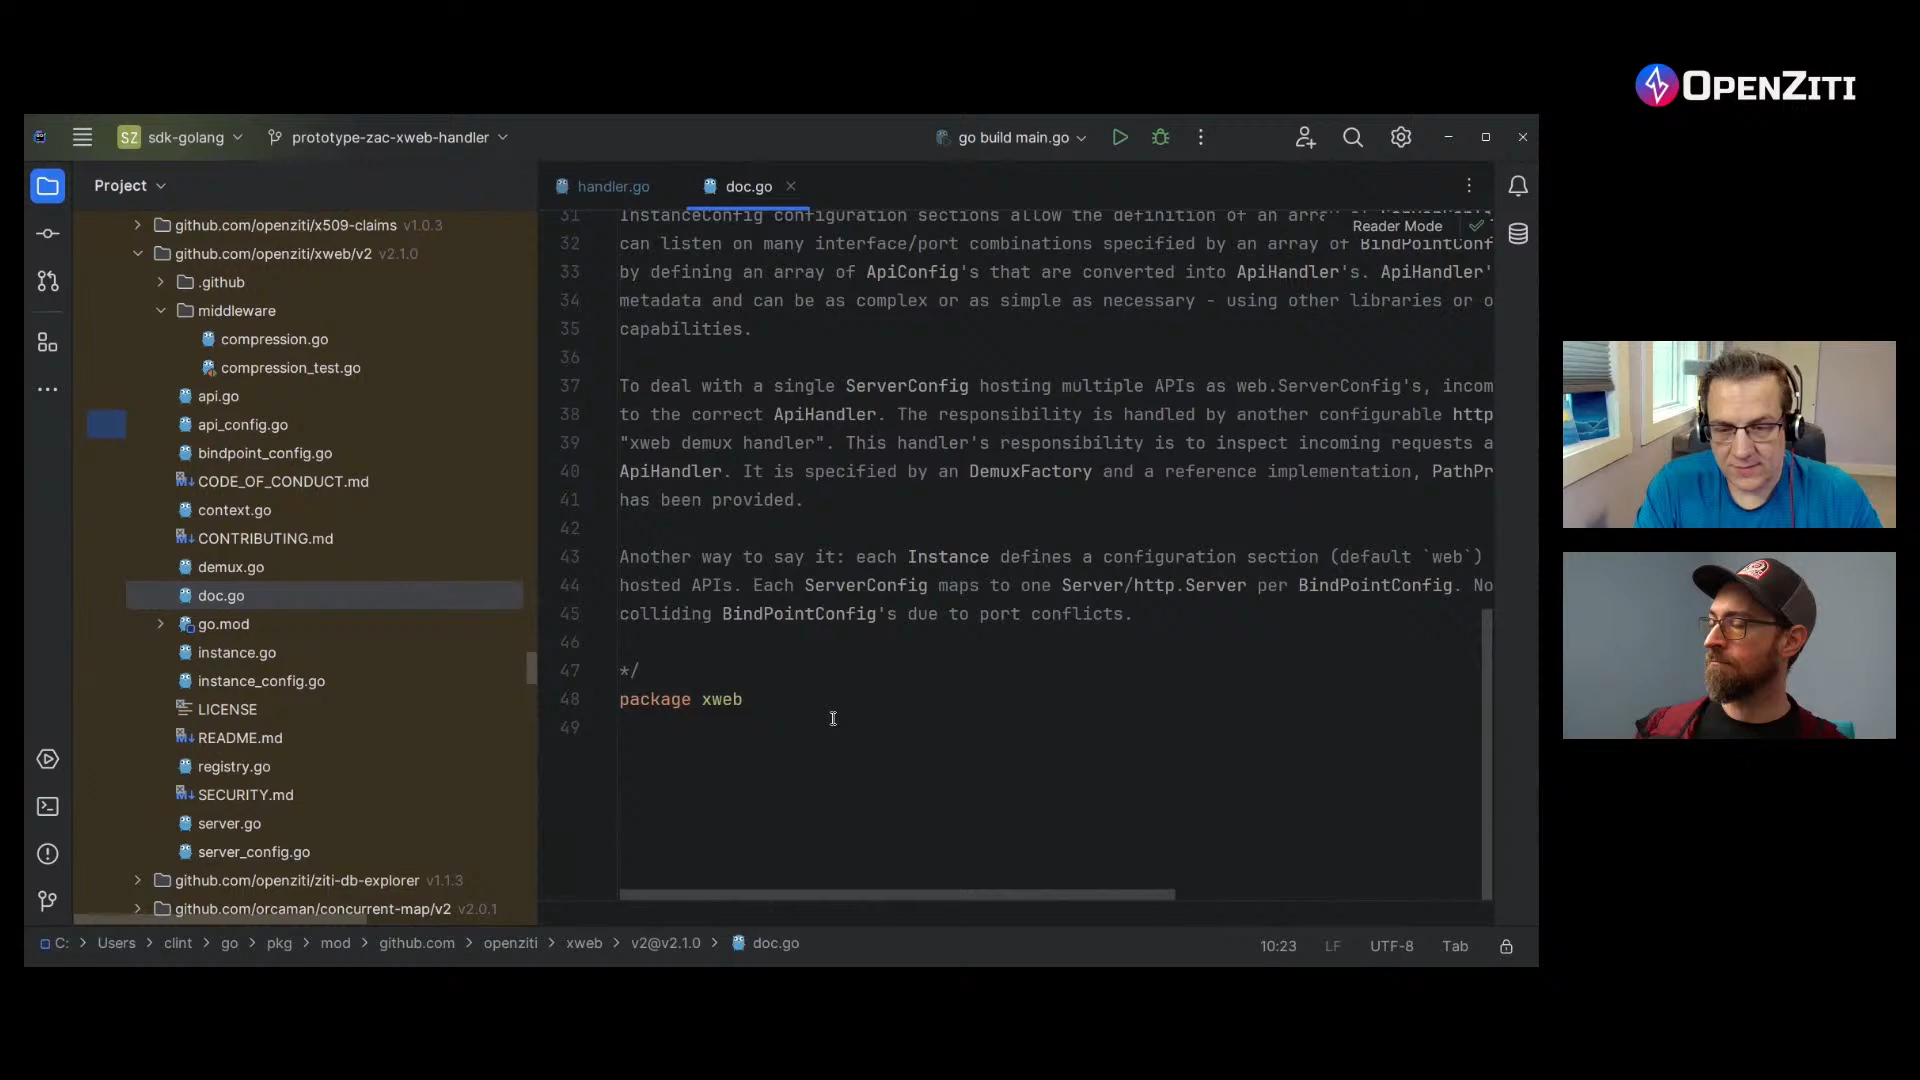 OPENZITI
SZ sdk-golang prototype-zac-xweb-handler go build main.go
Project handler.go doc.go
github.com/openziti/x509-claims v1.0.3
github.com/openziti/xweb/v2 v2.1.0
.github
middleware
compression.go
compression_test.go
api.go
api_config.go
bindpoint_config.go
CODE_OF_CONDUCT.md
context.go
CONTRIBUTING.md
demux.go
doc.go
go.mod
instance.go
instance_config.go
LICENSE
README.md
registry.go
SECURITY.md
server.go
server_config.go
github.com/openziti/ziti-db-explorer v1.1.3
github.com/orcaman/concurrent-map/v2 v2.0.1
Reader Mode
31 InstanceConfig configuration sections allow the definition of an
32 can listen on many interface/port combinations specified by an array of BindPointConf
33 by defining an array of ApiConfig's that are converted into ApiHandler's. ApiHandler'
34 metadata and can be as complex or as simple as necessary - using other libraries or o
35 capabilities.
36
37 To deal with a single ServerConfig hosting multiple APIs as web.ServerConfig's, incom
38 to the correct ApiHandler. The responsibility is handled by another configurable http
39 "xweb demux handler". This handler's responsibility is to inspect incoming requests a
40 ApiHandler. It is specified by an DemuxFactory and a reference implementation, PathPr
41 has been provided.
42
43 Another way to say it: each Instance defines a configuration section (default `web`)
44 hosted APIs. Each ServerConfig maps to one Server/http.Server per BindPointConfig. No
45 colliding BindPointConfig's due to port conflicts.
46
47 */
48 package xweb
49
C: > Users > clint > go > pkg > mod > github.com > openziti > xweb > v2@v2.1.0 > doc.go
10:23 LF UTF-8 Tab